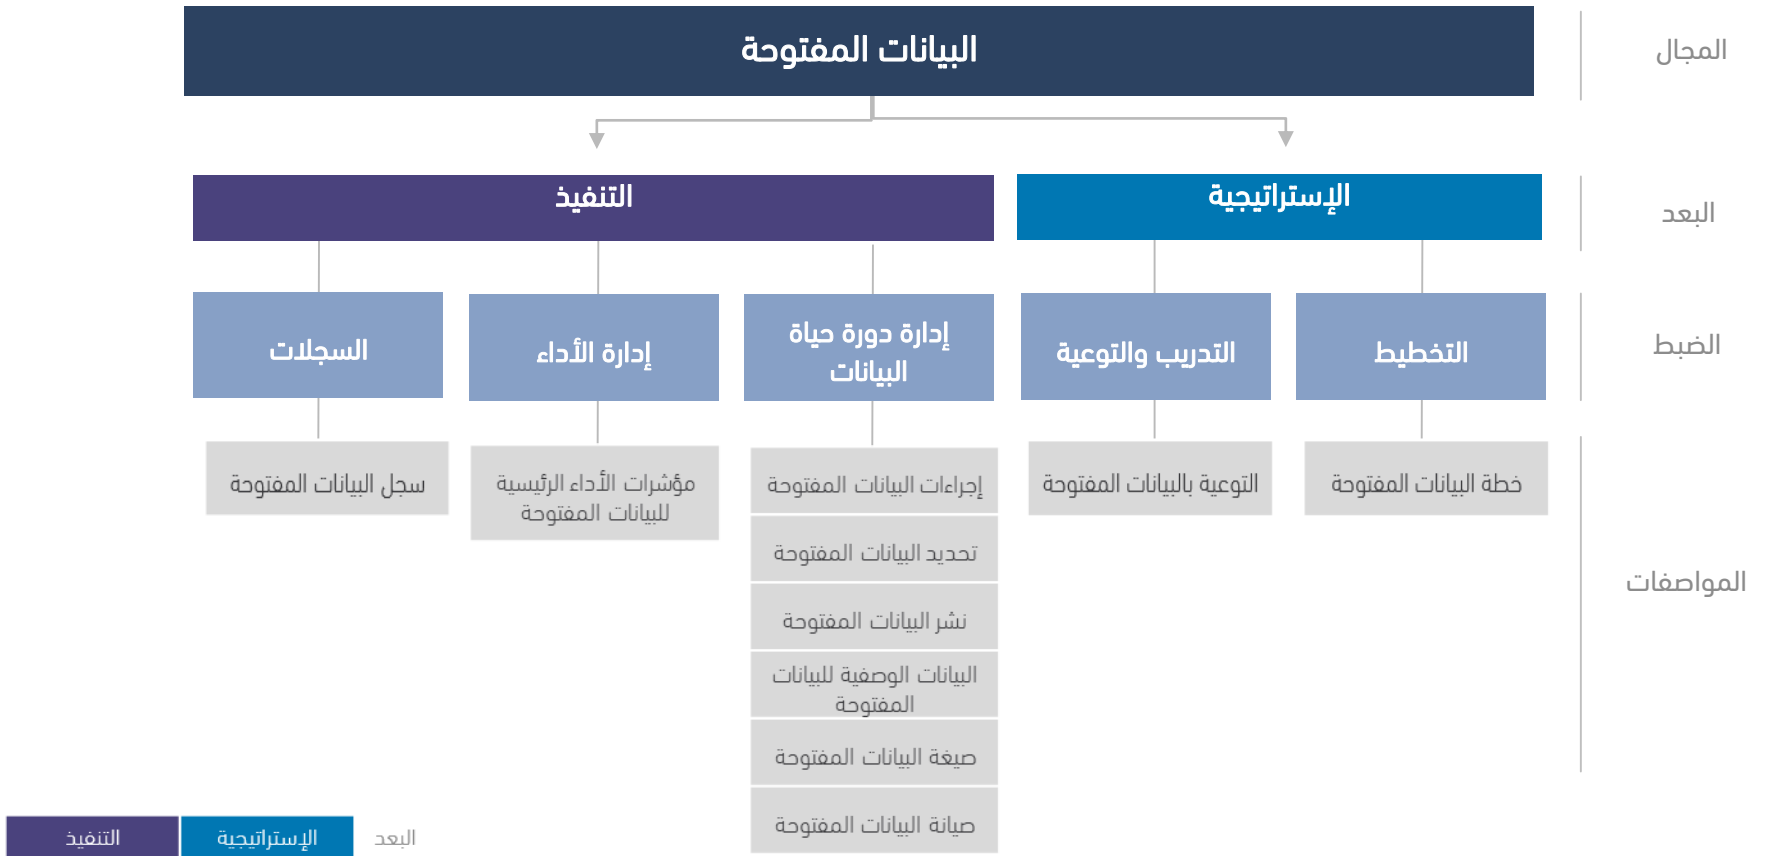 المجال
البيانات المفتوحة
البعد
الإستراتيجية
التنفيذ
الضبط
التخطيط
التدريب والتوعية
إدارة دورة حياة
البيانات
إدارة الأداء
السجلات
المواصفات
خطة البيانات المفتوحة
التوعية بالبيانات المفتوحة
إجراءات البيانات المفتوحة
تحديد البيانات المفتوحة
نشر البيانات المفتوحة
البيانات الوصفية للبيانات
المفتوحة
صيغة البيانات المفتوحة
صيانة البيانات المفتوحة
مؤشرات الأداء الرئيسية
للبيانات المفتوحة
سجل البيانات المفتوحة
البعد
الإستراتيجية
التنفيذ